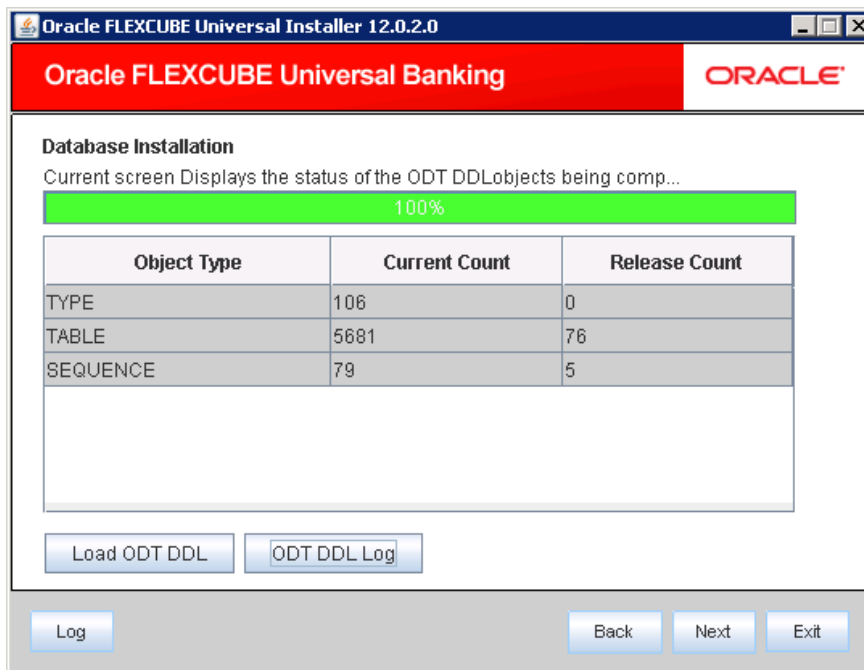 Oracle FLEXCUBE Universal Installer 12.0.2.0
Oracle FLEXCUBE Universal Banking
ORACLE
Database Installation
Current screen Displays the status of the ODT DDLobjects being comp...
100%
Object Type Current Count Release Count
TYPE 106 0
TABLE 5681 76
SEQUENCE 79 5
Load ODT DDL ODT DDL Log
Log Back Next Exit